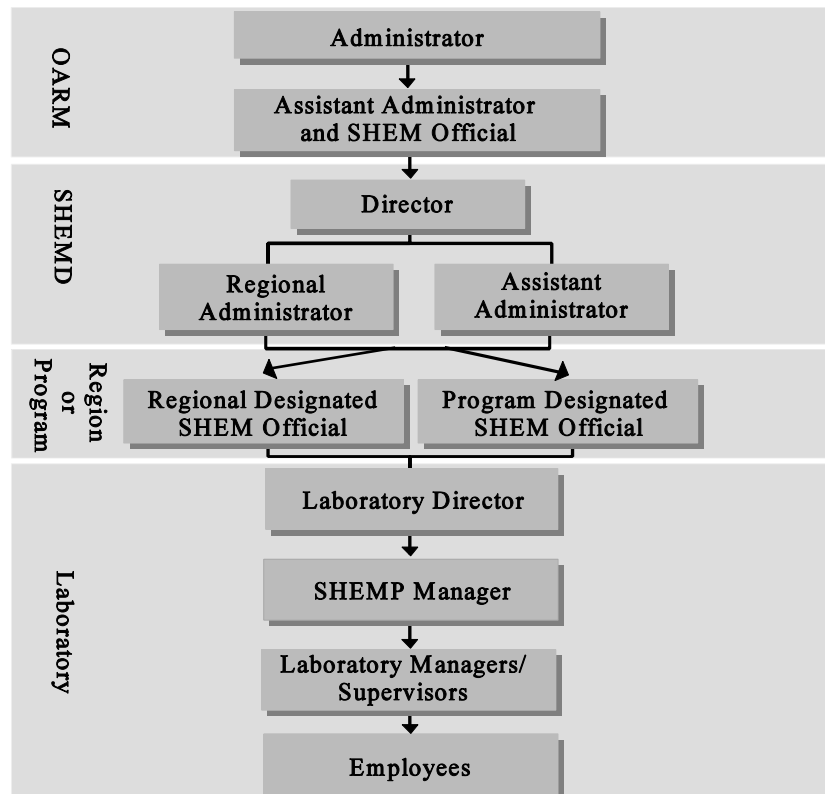 OARM
Administrator
Assistant Administrator
and SHEM Official
SHEMD
Director
Regional
Administrator
Assistant
Administrator
Region
or
Program
Regional Designated
SHEM Official
Program Designated
SHEM Official
Laboratory
Laboratory Director
SHEMP Manager
Laboratory Managers/
Supervisors
Employees